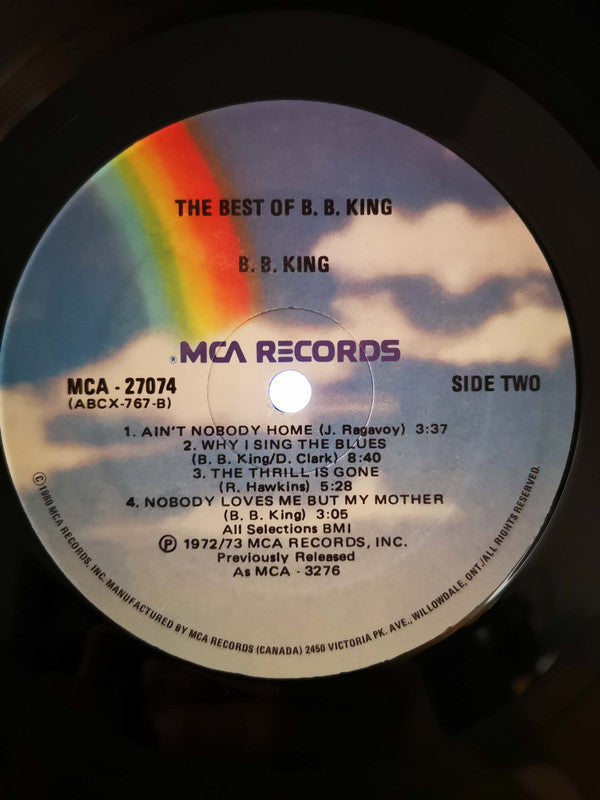 THE BEST OF B. B. KING
B. B. KING
®MCA RECORDS
MCA - 27074
(ABCX-767-B)
SIDE TWO
1. AIN'T NOBODY HOME (J. Ragavoy) 3:37
2. WHY I SING THE BLUES
(B. B. King/D. Clark) 8:40
3. THE THRILL IS GONE
(R. Hawkins) 5:28
4. NOBODY LOVES ME BUT MY MOTHER
(B. B. King) 3:05
All Selections BMI
Ⓟ 1972/73 MCA RECORDS, INC.
Previously Released
As MCA - 3276
©1980 MCA RECORDS, INC. MANUFACTURED BY MCA RECORDS (CANADA) 2450 VICTORIA PK. AVE., WILLOWDALE, ONT./ALL RIGHTS RESERVED.